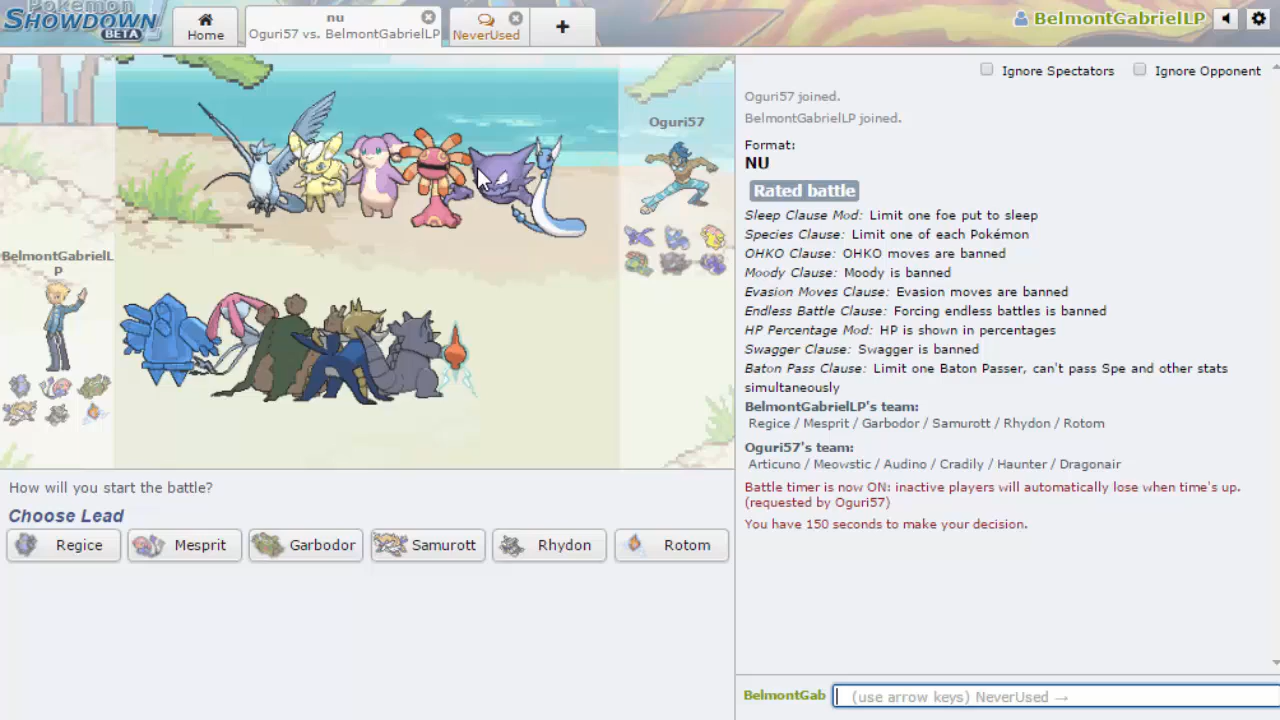 Pokémon
SHOWDOWN
BETA
Home
nu
Oguri57 vs. BelmontGabrielLP
NeverUsed
+
BelmontGabrielLP
Oguri57
BelmontGabrielL
P
How will you start the battle?
Choose Lead
Regice
Mesprit
Garbodor
Samurott
Rhydon
Rotom
Ignore Spectators
Ignore Opponent
Oguri57 joined.
BelmontGabrielLP joined.
Format:
NU
Rated battle
Sleep Clause Mod: Limit one foe put to sleep
Species Clause: Limit one of each Pokémon
OHKO Clause: OHKO moves are banned
Moody Clause: Moody is banned
Evasion Moves Clause: Evasion moves are banned
Endless Battle Clause: Forcing endless battles is banned
HP Percentage Mod: HP is shown in percentages
Swagger Clause: Swagger is banned
Baton Pass Clause: Limit one Baton Passer, can't pass Spe and other stats
simultaneously
BelmontGabrielLP's team:
Regice / Mesprit / Garbodor / Samurott / Rhydon / Rotom
Oguri57's team:
Articuno / Meowstic / Audino / Cradily / Haunter / Dragonair
Battle timer is now ON: inactive players will automatically lose when time's up.
(requested by Oguri57)
You have 150 seconds to make your decision.
BelmontGab
(use arrow keys) NeverUsed →